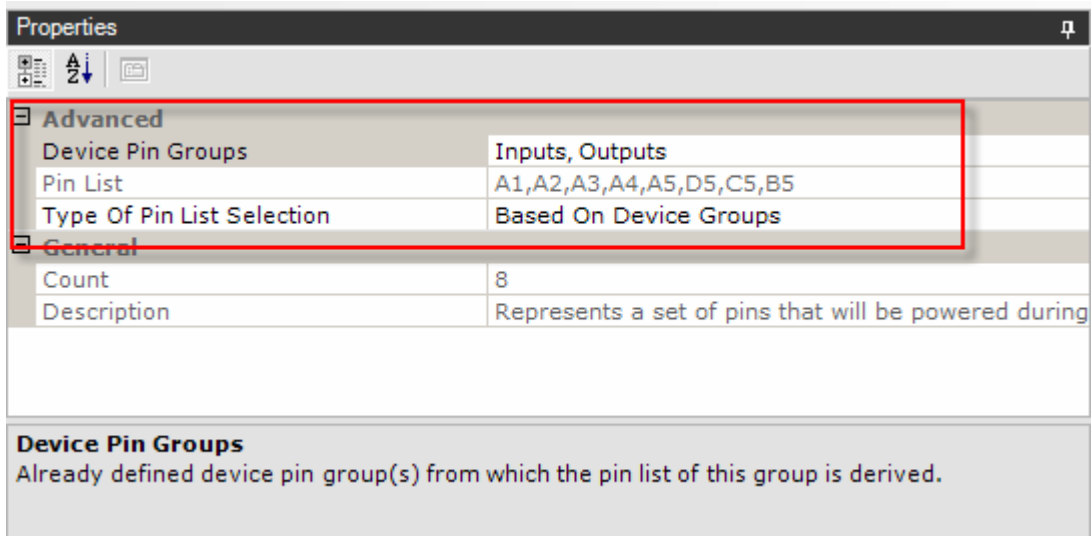 Properties
A Z
Advanced
Device Pin Groups Inputs, Outputs
Pin List A1,A2,A3,A4,A5,D5,C5,B5
Type Of Pin List Selection Based On Device Groups
General
Count 8
Description Represents a set of pins that will be powered during
Device Pin Groups
Already defined device pin group(s) from which the pin list of this group is derived.